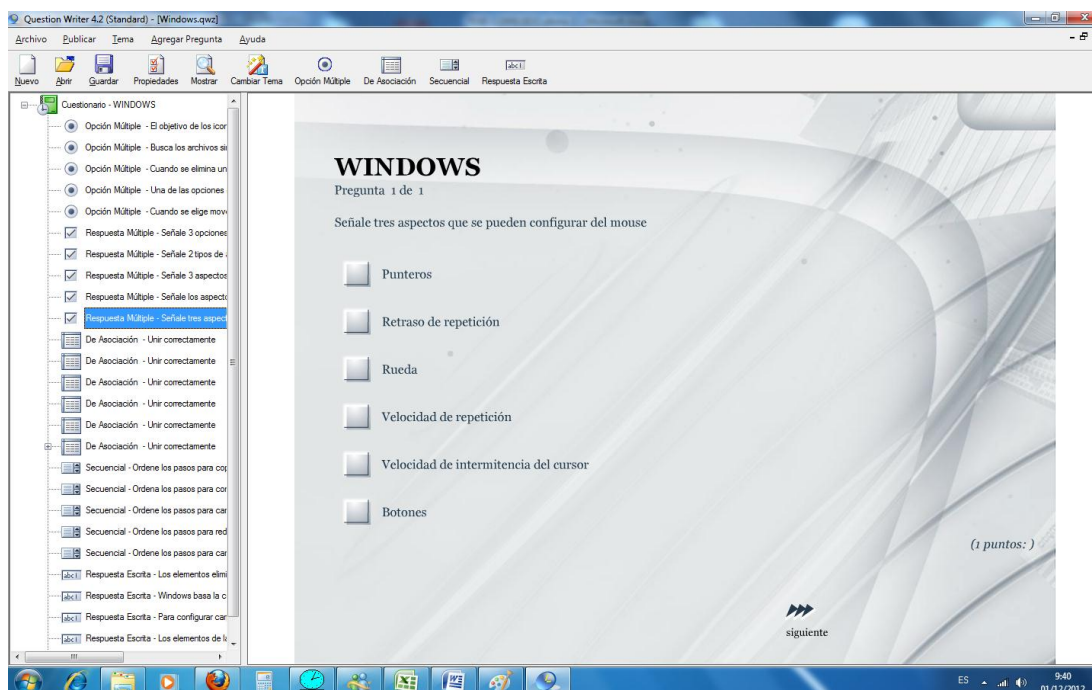 Question Writer 4.2 (Standard) - [Windows.qwz]
Archivo Publicar Tema Agregar Pregunta Ayuda
Nuevo Abrir Guardar Propiedades Mostrar Cambiar Tema Opción Múltiple De Asociación Secuencial Respuesta Escrita
Cuestionario - WINDOWS
Opción Múltiple - El objetivo de los icor
Opción Múltiple - Busca los archivos si
Opción Múltiple - Cuando se elimina un
Opción Múltiple - Una de las opciones
Opción Múltiple - Cuando se elige mov
Respuesta Múltiple - Señale 3 opciones
Respuesta Múltiple - Señale 2 tipos de
Respuesta Múltiple - Señale 3 aspectos
Respuesta Múltiple - Señale los aspecto
Respuesta Múltiple - Señale tres aspect
De Asociación - Unir correctamente
De Asociación - Unir correctamente
De Asociación - Unir correctamente
De Asociación - Unir correctamente
De Asociación - Unir correctamente
De Asociación - Unir correctamente
Secuencial - Ordene los pasos para cop
Secuencial - Ordena los pasos para cor
Secuencial - Ordene los pasos para car
Secuencial - Ordene los pasos para red
Secuencial - Ordene los pasos para car
Respuesta Escrita - Los elementos elimi
Respuesta Escrita - Windows basa la c
Respuesta Escrita - Para configurar car
Respuesta Escrita - Los elementos de la
WINDOWS
Pregunta 1 de 1
Señale tres aspectos que se pueden configurar del mouse
Punteros
Retraso de repetición
Rueda
Velocidad de repetición
Velocidad de intermitencia del cursor
Botones
(1 puntos: )
siguiente
ES 9:40
01/12/2012